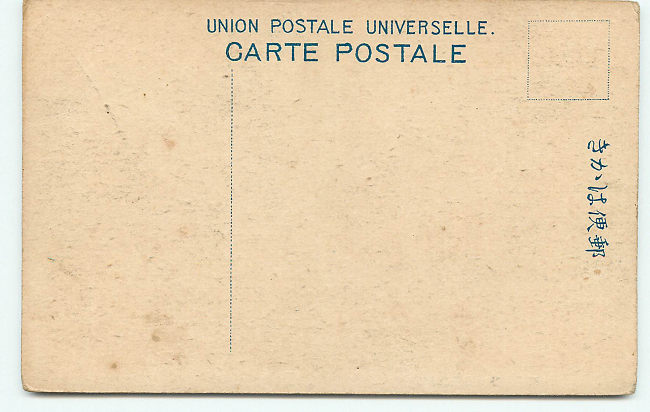 UNION POSTALE UNIVERSELLE.
CARTE POSTALE
きかは便郵